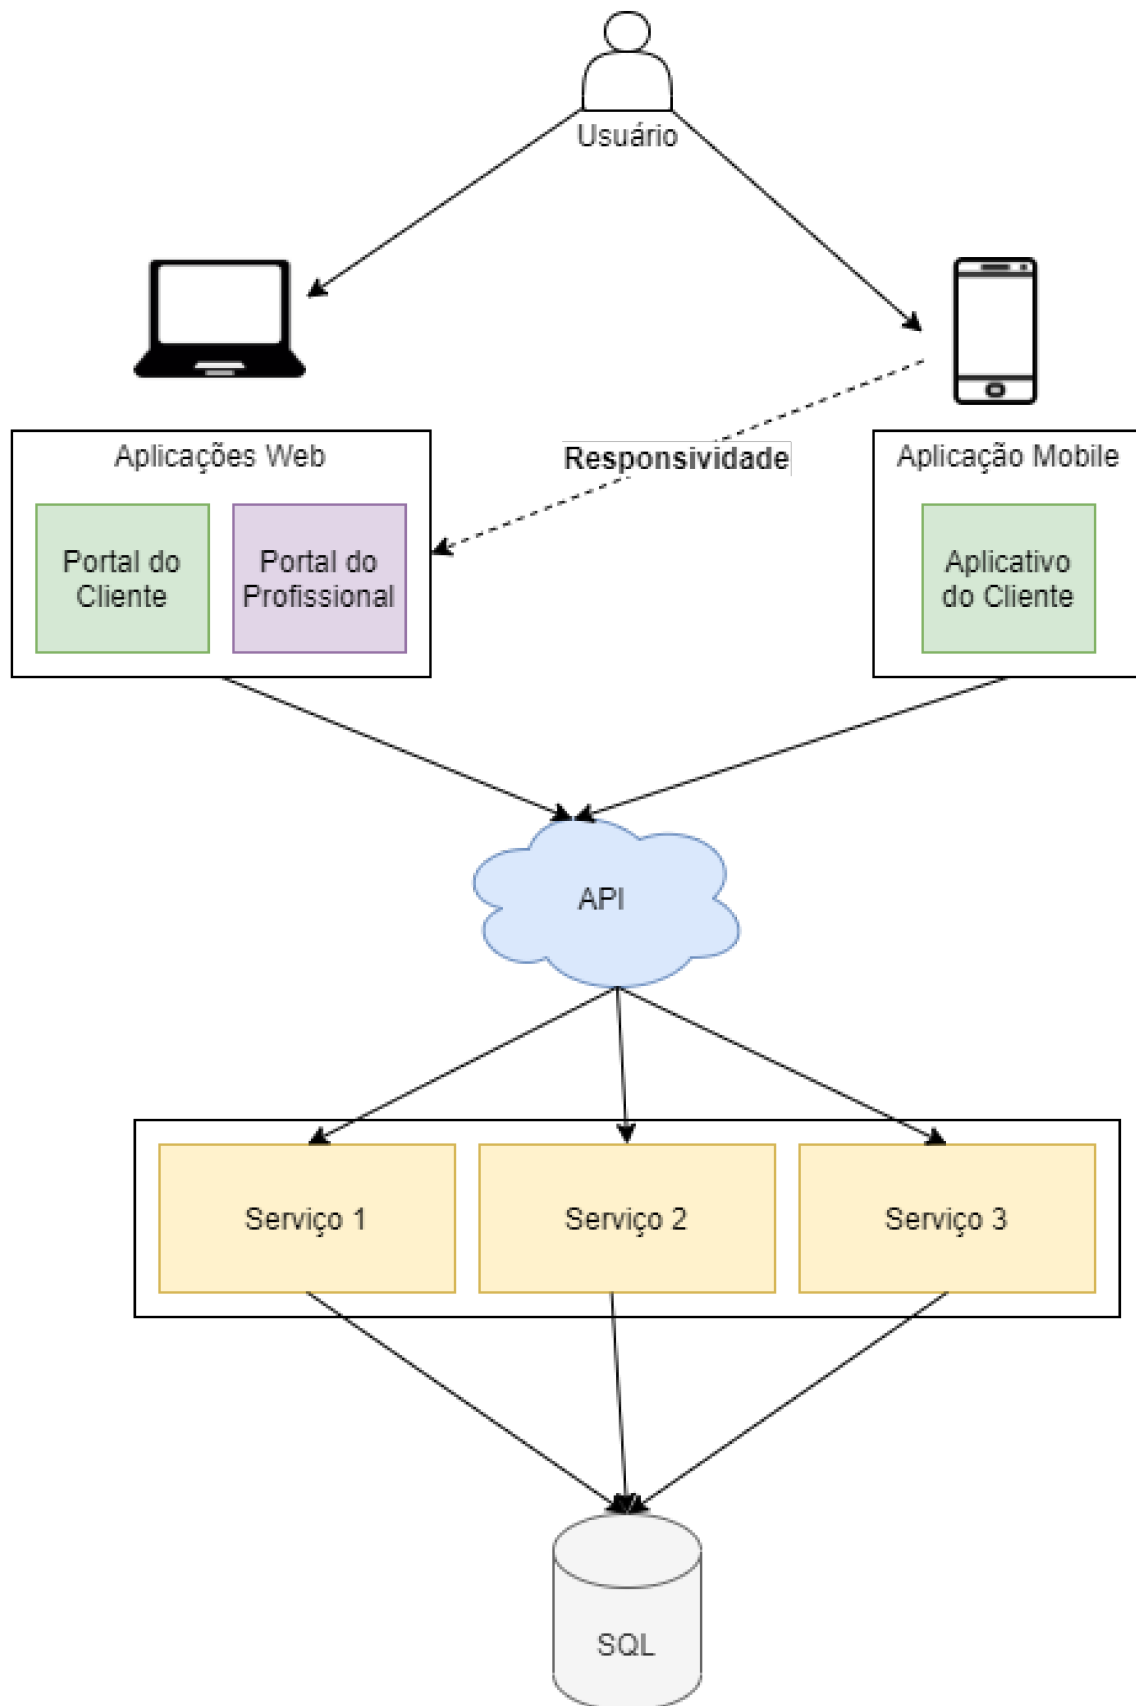 Usuário
Aplicações Web
Responsividade
Aplicação Mobile
Portal do
Cliente
Portal do
Profissional
Aplicativo
do Cliente
API
Serviço 1
Serviço 2
Serviço 3
SQL